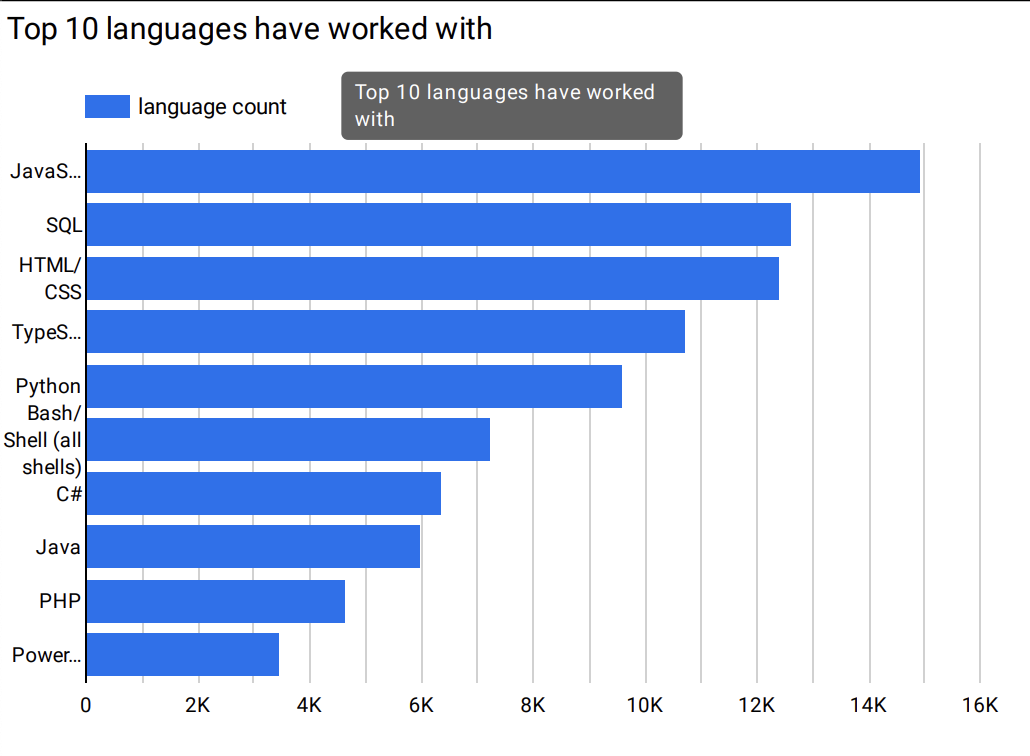 Top 10 languages have worked with
language count
Top 10 languages have worked
with
JavaS...
SQL
HTML/
CSS
TypeS...
Python
Bash/
Shell (all
shells)
C#
Java
PHP
Power...
0 2K 4K 6K 8K 10K 12K 14K 16K